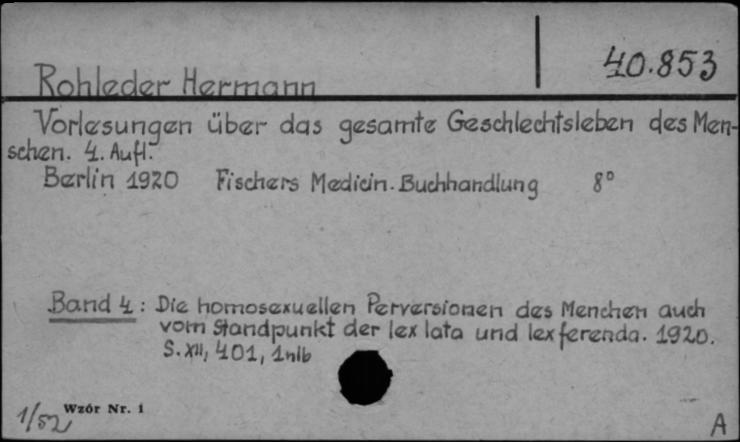 40.853
Rohleder Hermann
Vorlesungen über das gesamte Geschlechtsleben des Men-
schen. 4. Aufl.
Berlin 1920 Fischers Medicin. Buchhandlung 8°
Band 4: Die homosexuellen Perversionen des Menchen auch
vom Standpunkt der lex lata und lex ferenda. 1920.
S. XII, 401, 1nlb
Wzór Nr. 1
1/52
A